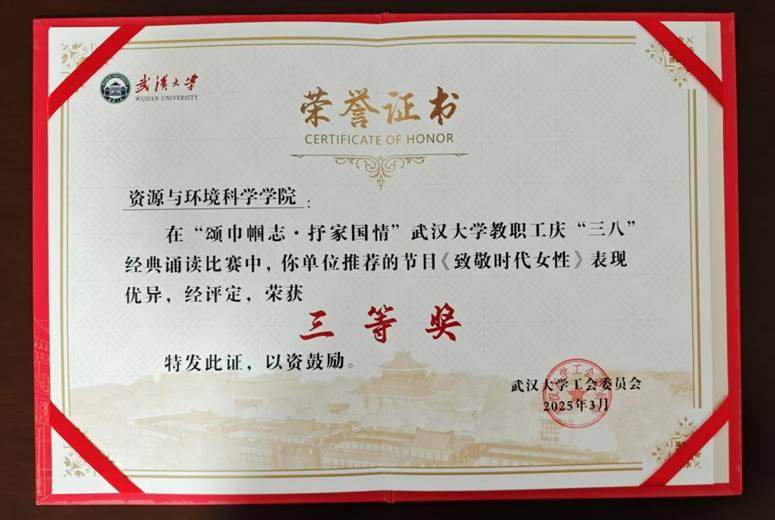 武汉大学
WUHAN UNIVERSITY
荣誉证书
CERTIFICATE OF HONOR
资源与环境科学学院：
在“颂巾帼志·抒家国情”武汉大学教职工庆“三八”
经典诵读比赛中，你单位推荐的节目《致敬时代女性》表现
优异，经评定，荣获
三等奖
特发此证，以资鼓励。
武汉大学工会委员会
2025年3月